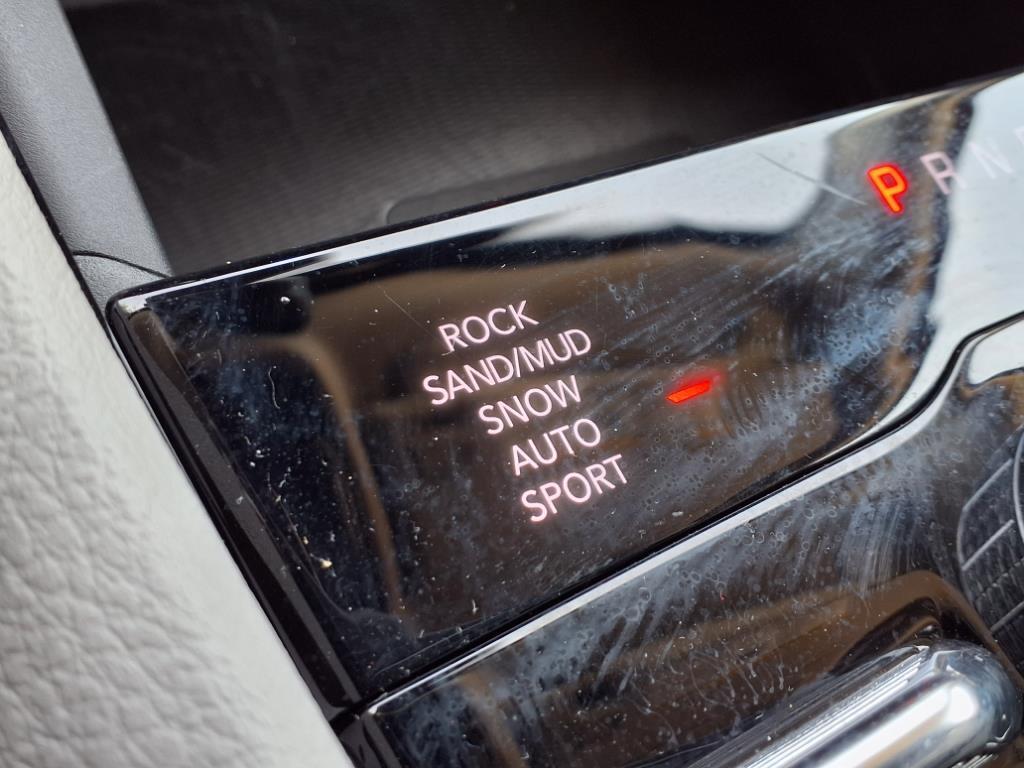 P R N
ROCK
SAND/MUD
SNOW
AUTO
SPORT